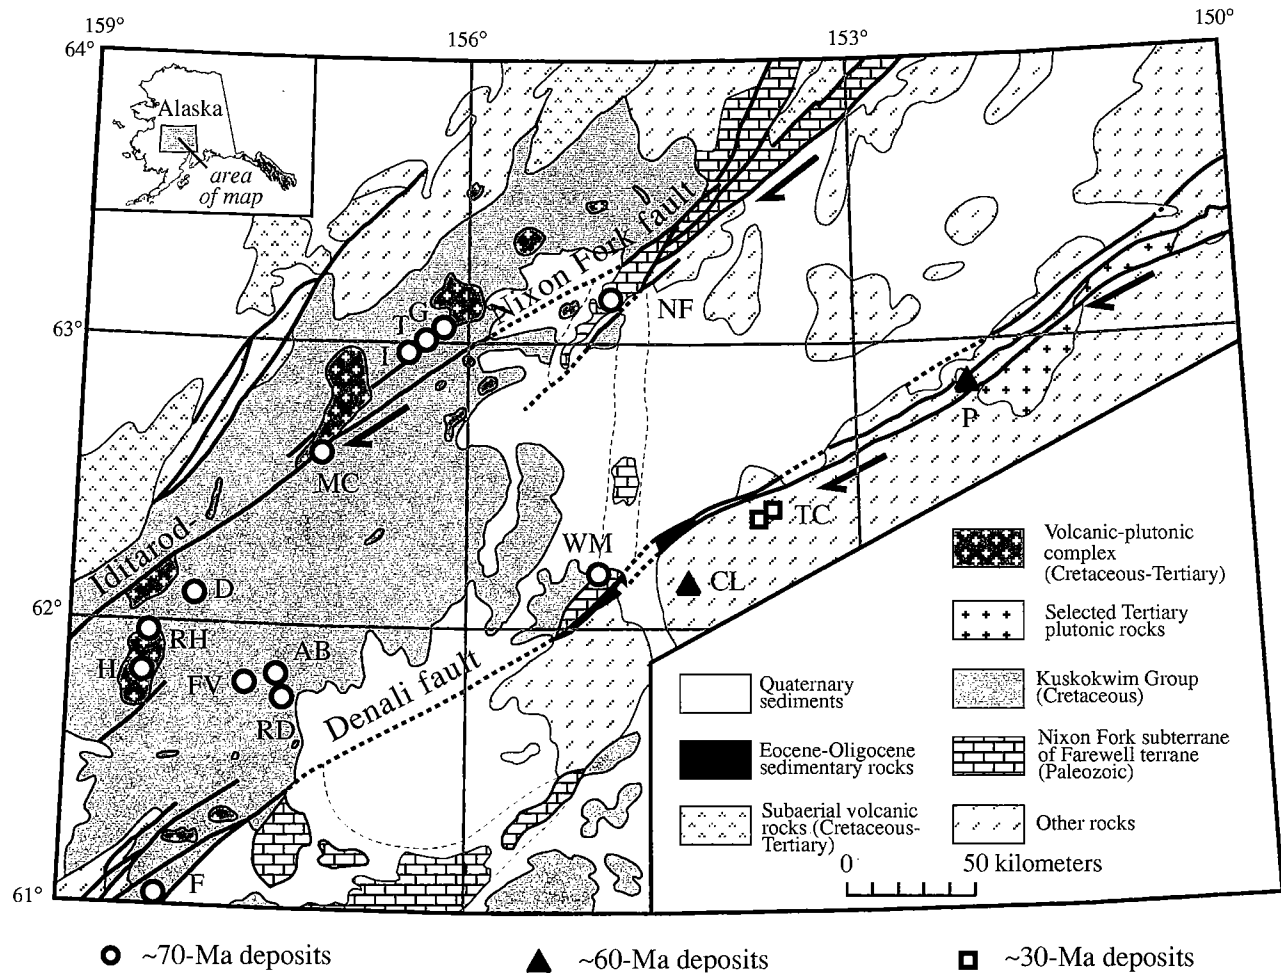 159°
156°
153°
150°
64°
Alaska
area
of map
Nixon Fork fault
NF
63°
G
T
I
P
MC
TC
WM
CL
Iditarod-
D
62°
RH
AB
H
FV
RD
Denali fault
F
61°
Volcanic-plutonic
complex
(Cretaceous-Tertiary)
Selected Tertiary
plutonic rocks
Quaternary
sediments
Kuskokwim Group
(Cretaceous)
Eocene-Oligocene
sedimentary rocks
Nixon Fork subterrane
of Farewell terrane
(Paleozoic)
Subaerial volcanic
rocks (Cretaceous-
Tertiary)
Other rocks
0 50 kilometers
~70-Ma deposits
~60-Ma deposits
~30-Ma deposits